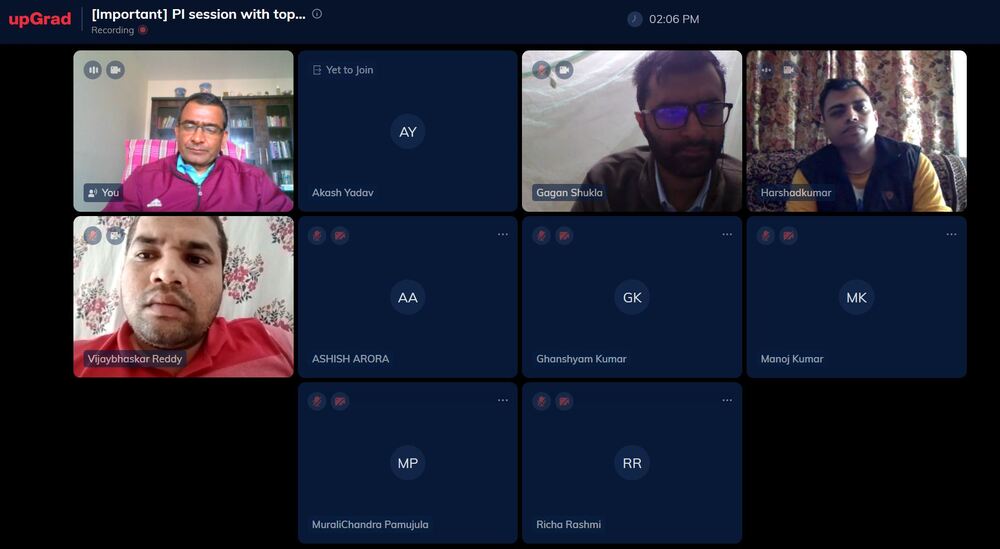 upGrad
[Important] PI session with top...
Recording
02:06 PM
You
Yet to Join
AY
Akash Yadav
Gagan Shukla
Harshadkumar
Vijaybhaskar Reddy
AA
ASHISH ARORA
GK
Ghanshyam Kumar
MK
Manoj Kumar
MP
MuraliChandra Pamujula
RR
Richa Rashmi